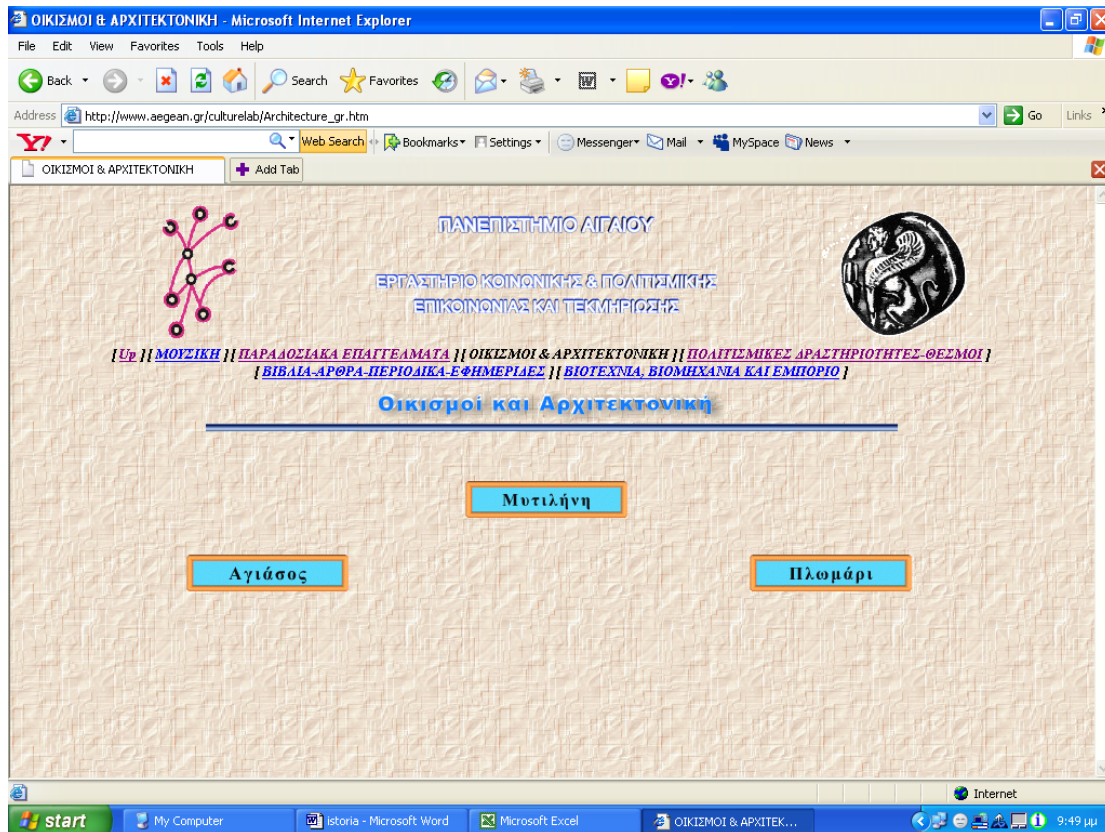 ΟΙΚΙΣΜΟΙ & ΑΡΧΙΤΕΚΤΟΝΙΚΗ - Microsoft Internet Explorer
File Edit View Favorites Tools Help
Back Search Favorites
Address http://www.aegean.gr/culturelab/Architecture_gr.htm Go Links
Y! Web Search Bookmarks Settings Messenger Mail MySpace News
ΟΙΚΙΣΜΟΙ & ΑΡΧΙΤΕΚΤΟΝΙΚΗ Add Tab
ΠΑΝΕΠΙΣΤΗΜΙΟ ΑΙΓΑΙΟΥ
ΕΡΓΑΣΤΗΡΙΟ ΚΟΙΝΩΝΙΚΗΣ & ΠΟΛΙΤΙΣΜΙΚΗΣ
ΕΠΙΚΟΙΝΩΝΙΑΣ ΚΑΙ ΤΕΚΜΗΡΙΩΣΗΣ
[ Up ] [ ΜΟΥΣΙΚΗ ] [ ΠΑΡΑΔΟΣΙΑΚΑ ΕΠΑΓΓΕΛΜΑΤΑ ] [ ΟΙΚΙΣΜΟΙ & ΑΡΧΙΤΕΚΤΟΝΙΚΗ ] [ ΠΟΛΙΤΙΣΜΙΚΕΣ ΔΡΑΣΤΗΡΙΟΤΗΤΕΣ-ΘΕΣΜΟΙ ]
[ ΒΙΒΛΙΑ-ΑΡΘΡΑ-ΠΕΡΙΟΔΙΚΑ-ΕΦΗΜΕΡΙΔΕΣ ] [ ΒΙΟΤΕΧΝΙΑ, ΒΙΟΜΗΧΑΝΙΑ ΚΑΙ ΕΜΠΟΡΙΟ ]
Οικισμοί και Αρχιτεκτονική
Μυτιλήνη
Αγιάσος Πλωμάρι
Internet
start My Computer istoria - Microsoft Word Microsoft Excel ΟΙΚΙΣΜΟΙ & ΑΡΧΙΤΕΚ... 9:49 μμ